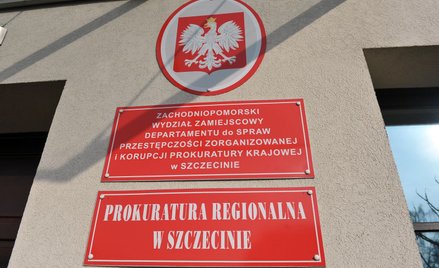 ZACHODNIOPOMORSKI
WYDZIAŁ ZAMIEJSCOWY
DEPARTAMENTU do SPRAW
PRZESTĘPCZOŚCI ZORGANIZOWANEJ
i KORUPCJI PROKURATURY KRAJOWEJ
w SZCZECINIE
PROKURATURA REGIONALNA
W SZCZECINIE